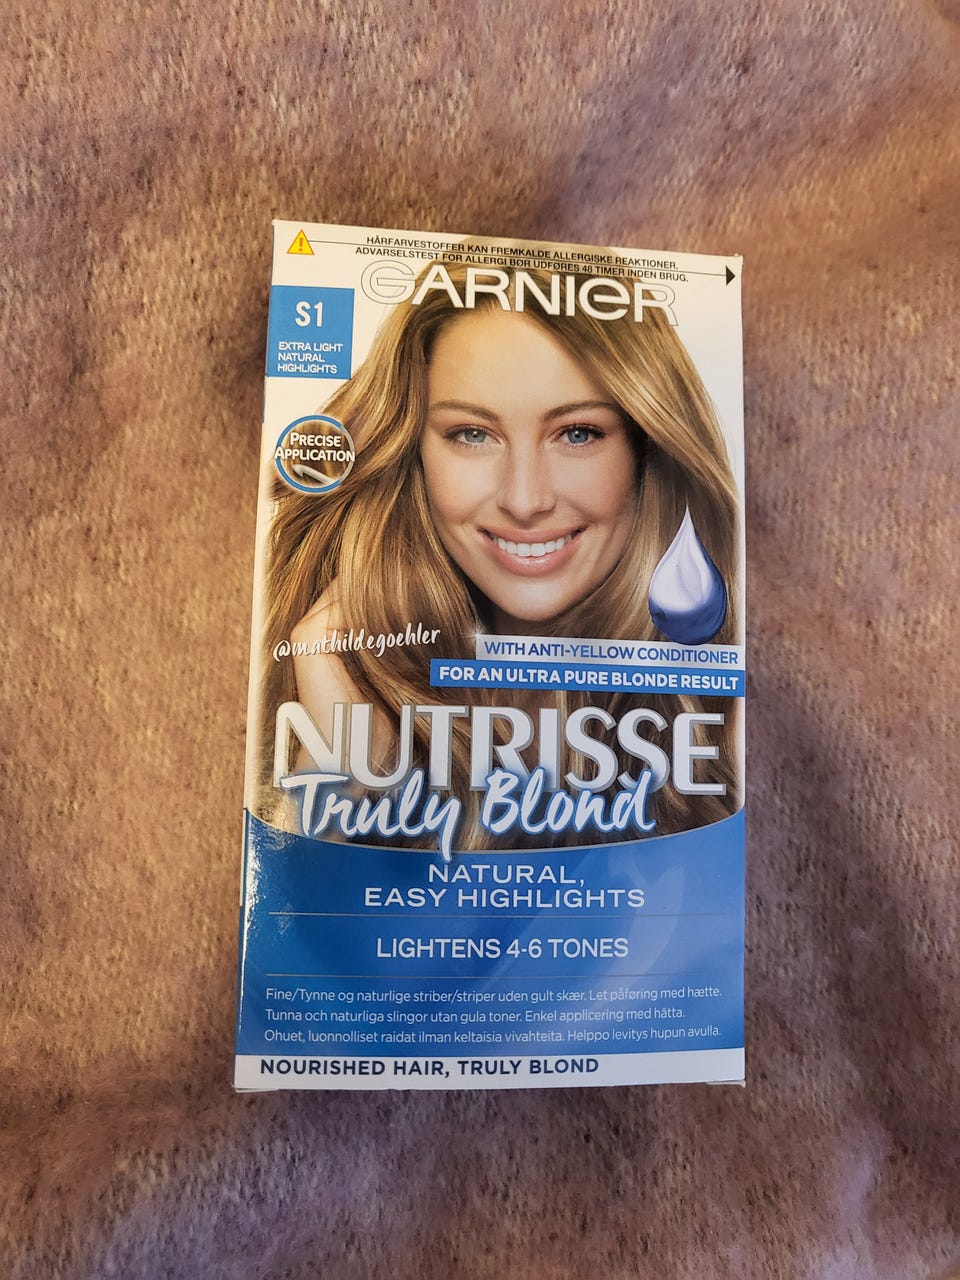 HÅRFARVESTOFFER KAN FREMKALDE ALLERGISKE REAKTIONER.
ADVARSELSTEST FOR ALLERGI BØR UDFØRES 48 TIMER INDEN BRUG.
GARNIER
S1
EXTRA LIGHT
NATURAL
HIGHLIGHTS
PRECISE
APPLICATION
@mathildegoehler
WITH ANTI-YELLOW CONDITIONER
FOR AN ULTRA PURE BLONDE RESULT
NUTRISSE
Truly Blond
NATURAL,
EASY HIGHLIGHTS
LIGHTENS 4-6 TONES
Fine/Tynne og naturlige striber/striper uden gult skær. Let påføring med hætte.
Tunna och naturliga slingor utan gula toner. Enkel applicering med hätta.
Ohuet, luonnolliset raidat ilman keltaisia vivahteita. Helppo levitys hupun avulla.
NOURISHED HAIR, TRULY BLOND